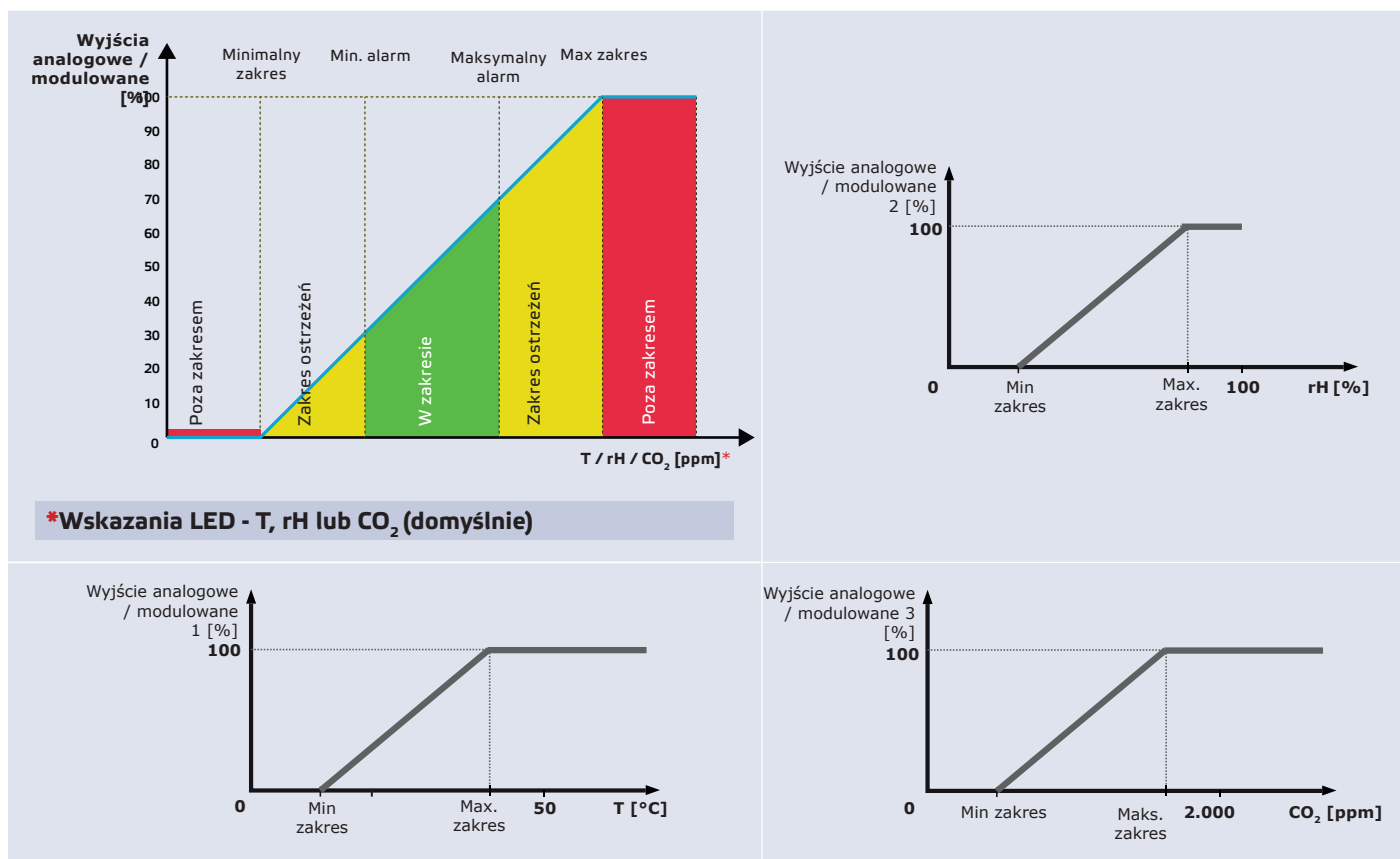 Wyjścia
analogowe /
modulowane
[%]
Minimalny
zakres
Min. alarm
Maksymalny
alarm
Max zakres
100
90
80
70
60
50
40
30
20
10
0
Poza zakresem
Zakres ostrzeżeń
W zakresie
Zakres ostrzeżeń
Poza zakresem
T / rH / CO₂ [ppm]*
*Wskazania LED - T, rH lub CO₂ (domyślnie)
Wyjście analogowe
/ modulowane
2 [%]
100
0
Min
zakres
Max.
zakres
100
rH [%]
Wyjście analogowe
/ modulowane
1 [%]
100
0
Min
zakres
Max.
zakres
50
T [°C]
Wyjście analogowe
/ modulowane 3
[%]
100
0
Min zakres
Maks.
zakres
2.000
CO₂ [ppm]